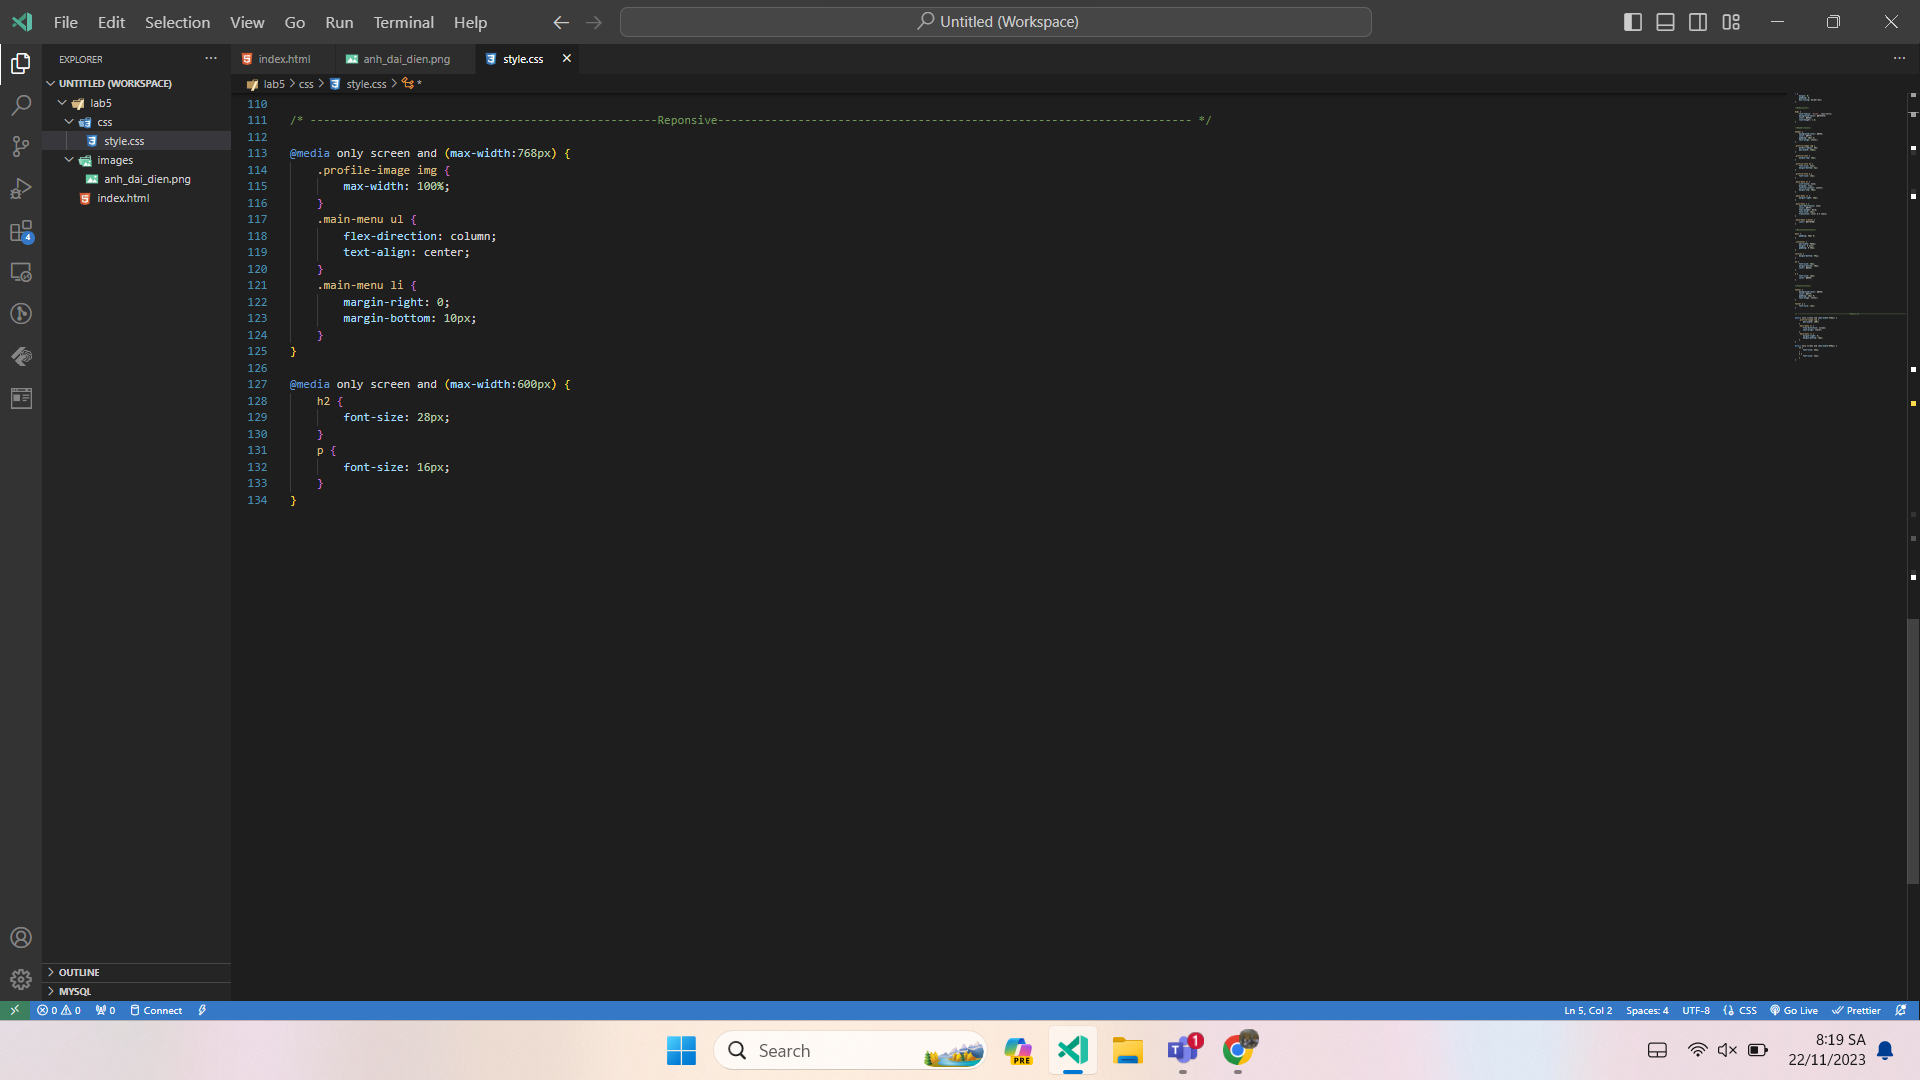 File Edit Selection View Go Run Terminal Help
Untitled (Workspace)
EXPLORER
UNTITLED (WORKSPACE)
lab5
css
style.css
images
anh_dai_dien.png
index.html
OUTLINE
MYSQL
index.html anh_dai_dien.png style.css
lab5 > css > style.css > *
110
111 /* ----------------------------------------------------Reponsive----------------------------------------------------------------------- */
112
113 @media only screen and (max-width:768px) {
114 .profile-image img {
115 max-width: 100%;
116 }
117 .main-menu ul {
118 flex-direction: column;
119 text-align: center;
120 }
121 .main-menu li {
122 margin-right: 0;
123 margin-bottom: 10px;
124 }
125 }
126
127 @media only screen and (max-width:600px) {
128 h2 {
129 font-size: 28px;
130 }
131 p {
132 font-size: 16px;
133 }
134 }
4
0 0 0 Connect
Ln 5, Col 2 Spaces: 4 UTF-8 CSS Go Live Prettier
Search
PRE
1
8:19 SA
22/11/2023